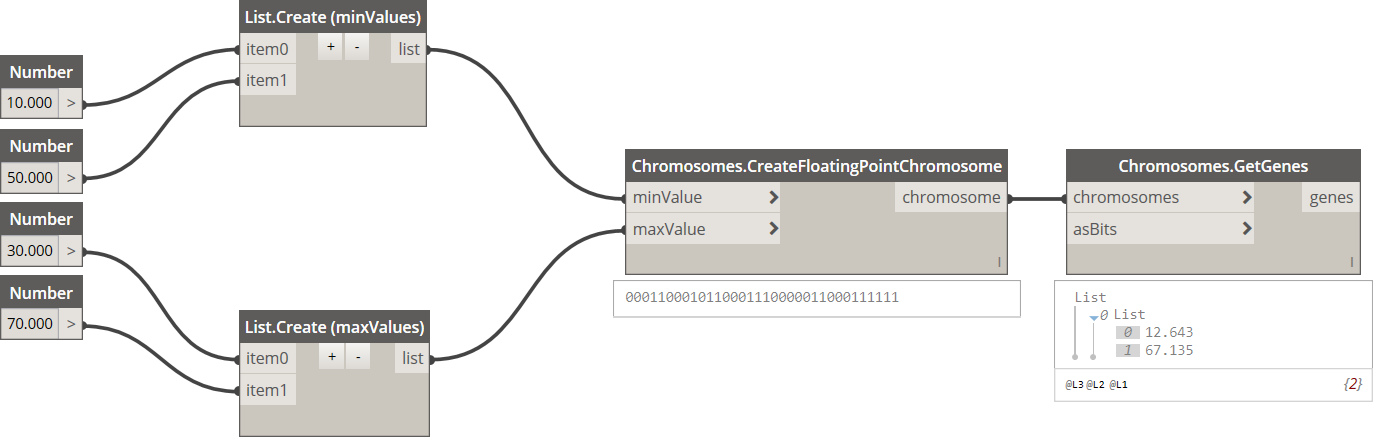 List.Create (minValues)
item0
+
-
list
item1
Number
10.000
>
Number
50.000
>
Number
30.000
>
Number
70.000
>
List.Create (maxValues)
item0
+
-
list
item1
Chromosomes.CreateFloatingPointChromosome
minValue
>
chromosome
maxValue
>
0001100010110001110000011000111111
Chromosomes.GetGenes
chromosomes
>
genes
asBits
>
List
0 List
0 12.643
1 67.135
@L3 @L2 @L1
{2}